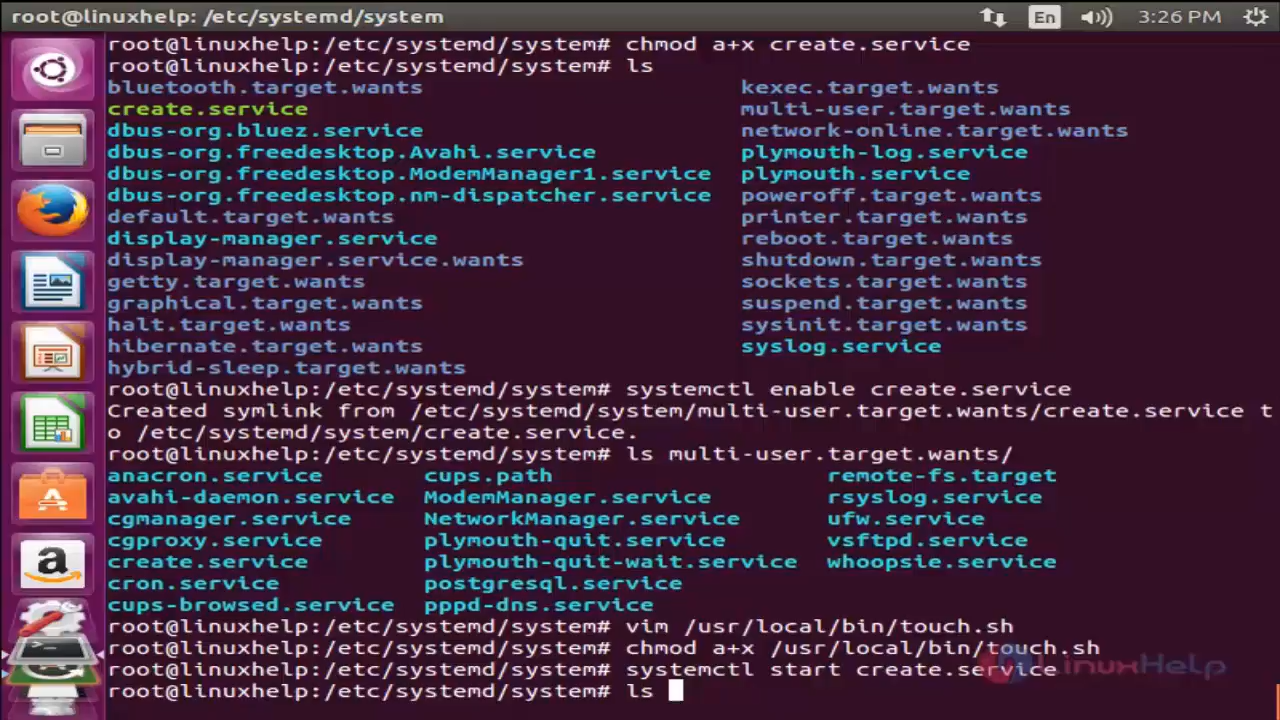 root@linuxhelp: /etc/systemd/system En 3:26 PM
root@linuxhelp:/etc/systemd/system# chmod a+x create.service
root@linuxhelp:/etc/systemd/system# ls
bluetooth.target.wants kexec.target.wants
create.service multi-user.target.wants
dbus-org.bluez.service network-online.target.wants
dbus-org.freedesktop.Avahi.service plymouth-log.service
dbus-org.freedesktop.ModemManager1.service plymouth.service
dbus-org.freedesktop.nm-dispatcher.service poweroff.target.wants
default.target.wants printer.target.wants
display-manager.service reboot.target.wants
display-manager.service.wants shutdown.target.wants
getty.target.wants sockets.target.wants
graphical.target.wants suspend.target.wants
halt.target.wants sysinit.target.wants
hibernate.target.wants syslog.service
hybrid-sleep.target.wants
root@linuxhelp:/etc/systemd/system# systemctl enable create.service
Created symlink from /etc/systemd/system/multi-user.target.wants/create.service t
o /etc/systemd/system/create.service.
root@linuxhelp:/etc/systemd/system# ls multi-user.target.wants/
anacron.service cups.path remote-fs.target
avahi-daemon.service ModemManager.service rsyslog.service
cgmanager.service NetworkManager.service ufw.service
cgproxy.service plymouth-quit.service vsftpd.service
create.service plymouth-quit-wait.service whoopsie.service
cron.service postgresql.service
cups-browsed.service pppd-dns.service
root@linuxhelp:/etc/systemd/system# vim /usr/local/bin/touch.sh
root@linuxhelp:/etc/systemd/system# chmod a+x /usr/local/bin/touch.sh
root@linuxhelp:/etc/systemd/system# systemctl start create.service
root@linuxhelp:/etc/systemd/system# ls
LinuxHelp